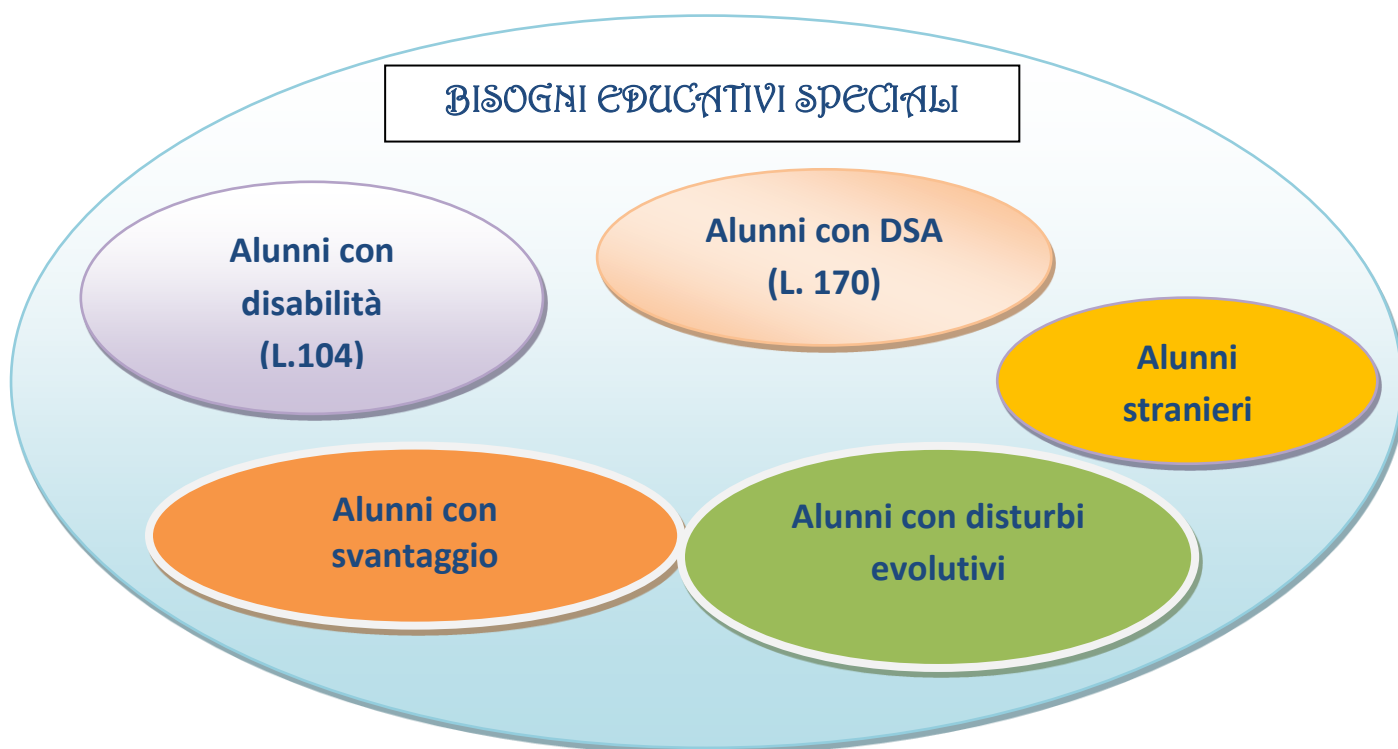 BISOGNI EDUCATIVI SPECIALI
Alunni con
disabilità
(L.104)
Alunni con DSA
(L. 170)
Alunni
stranieri
Alunni con
svantaggio
Alunni con disturbi
evolutivi